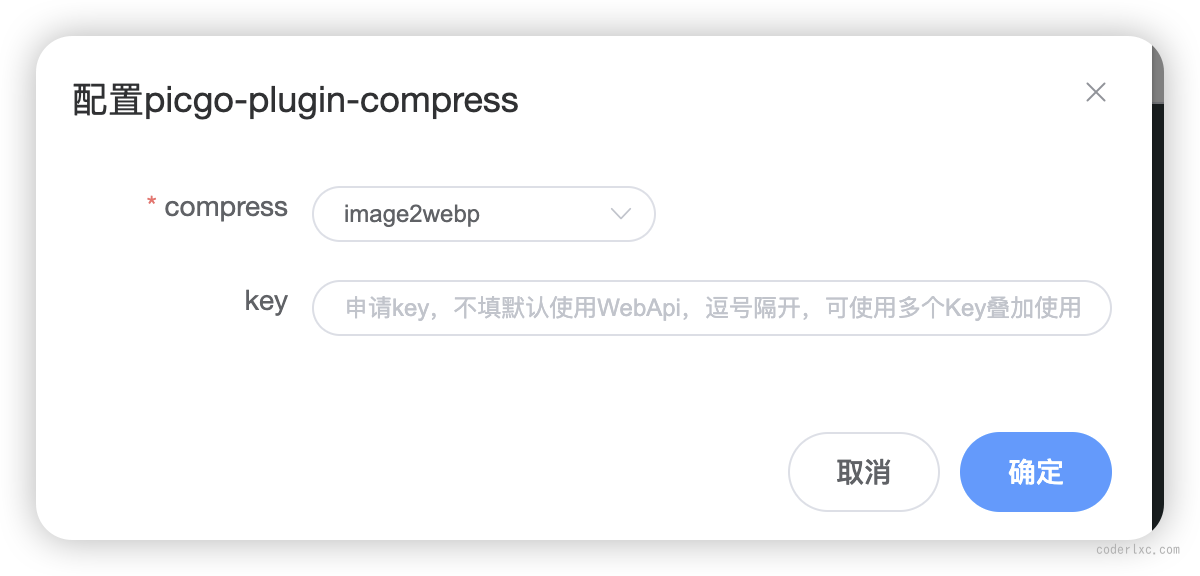 配置picgo-plugin-compress
* compress
image2webp
key
申请key，不填默认使用WebApi，逗号隔开，可使用多个Key叠加使用
取消
确定
coderlxc.com